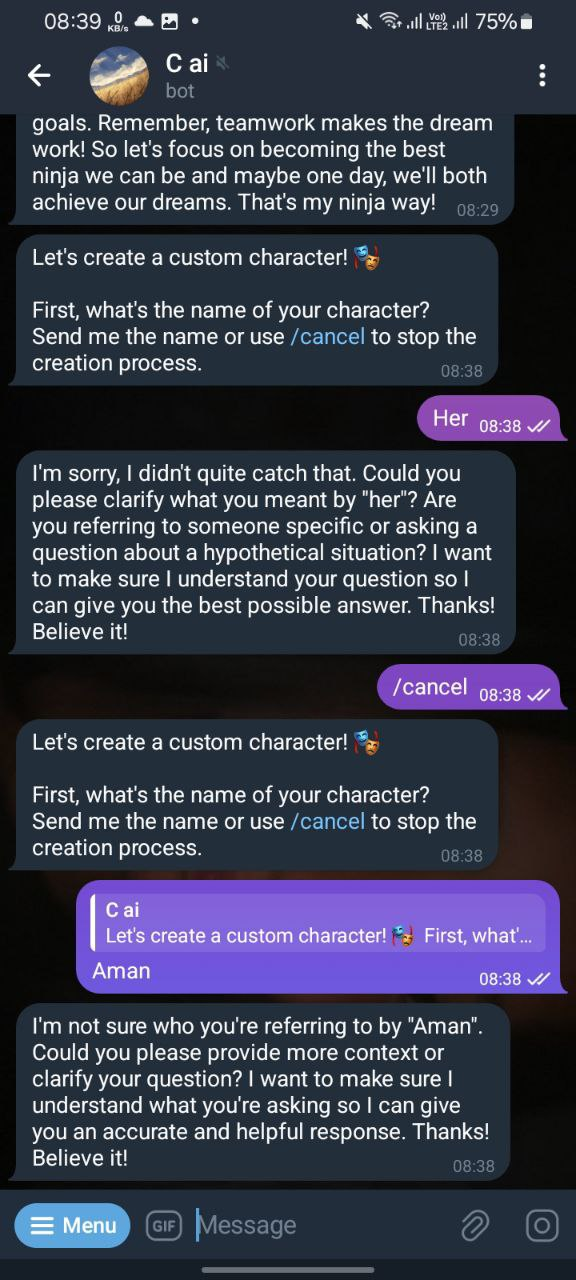 08:39 0 KB/s Vo)) LTE2 75%
C ai
bot
goals. Remember, teamwork makes the dream
work! So let's focus on becoming the best
ninja we can be and maybe one day, we'll both
achieve our dreams. That's my ninja way! 08:29
Let's create a custom character! 🎭
First, what's the name of your character?
Send me the name or use /cancel to stop the
creation process. 08:38
Her 08:38
I'm sorry, I didn't quite catch that. Could you
please clarify what you meant by "her"? Are
you referring to someone specific or asking a
question about a hypothetical situation? I want
to make sure I understand your question so I
can give you the best possible answer. Thanks!
Believe it! 08:38
/cancel 08:38
Let's create a custom character! 🎭
First, what's the name of your character?
Send me the name or use /cancel to stop the
creation process. 08:38
C ai
Let's create a custom character! 🎭 First, what'...
Aman 08:38
I'm not sure who you're referring to by "Aman".
Could you please provide more context or
clarify your question? I want to make sure I
understand what you're asking so I can give
you an accurate and helpful response. Thanks!
Believe it! 08:38
Menu GIF Message